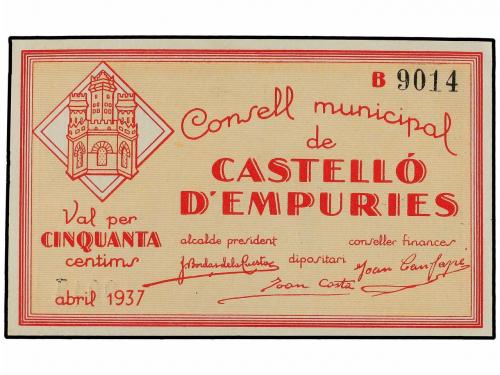 B 9014
Consell municipal
de
CASTELLÓ
D'EMPURIES
Val per
CINQUANTA
centims
abril 1937
alcalde president
conseller finances
dipositari
Joan Costa